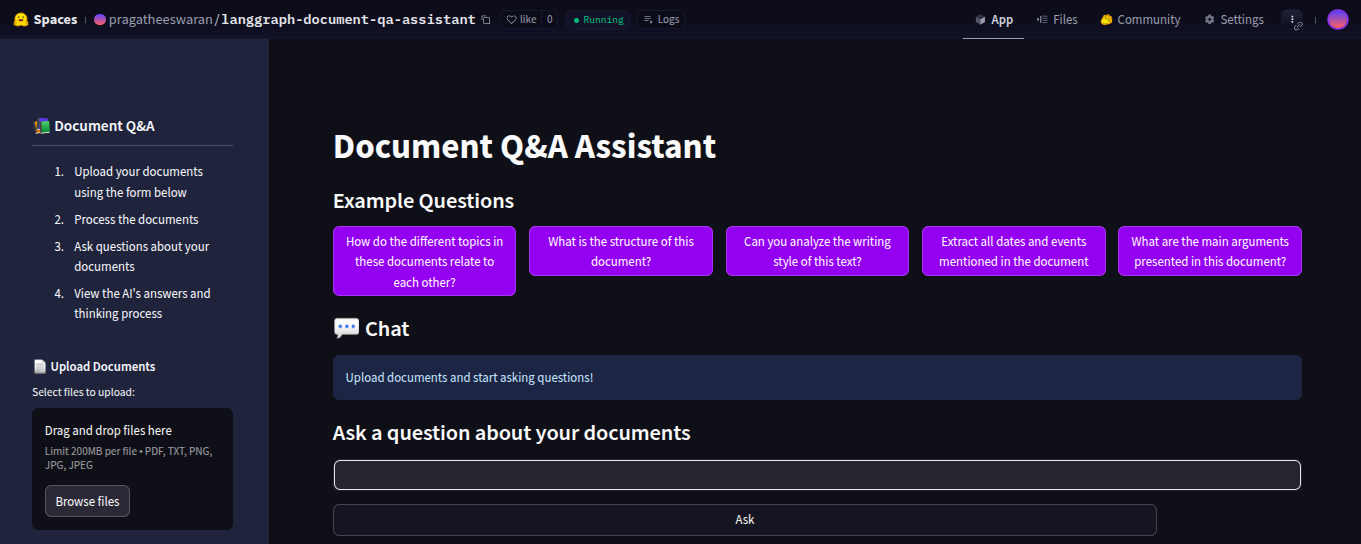 Spaces pragatheeswaran/langgraph-document-qa-assistant like 0 Running Logs App Files Community Settings
Document Q&A
1. Upload your documents
using the form below
2. Process the documents
3. Ask questions about your
documents
4. View the AI's answers and
thinking process
Upload Documents
Select files to upload:
Drag and drop files here
Limit 200MB per file • PDF, TXT, PNG,
JPG, JPEG
Browse files
Document Q&A Assistant
Example Questions
How do the different topics in
these documents relate to
each other?
What is the structure of this
document?
Can you analyze the writing
style of this text?
Extract all dates and events
mentioned in the document
What are the main arguments
presented in this document?
Chat
Upload documents and start asking questions!
Ask a question about your documents
Ask